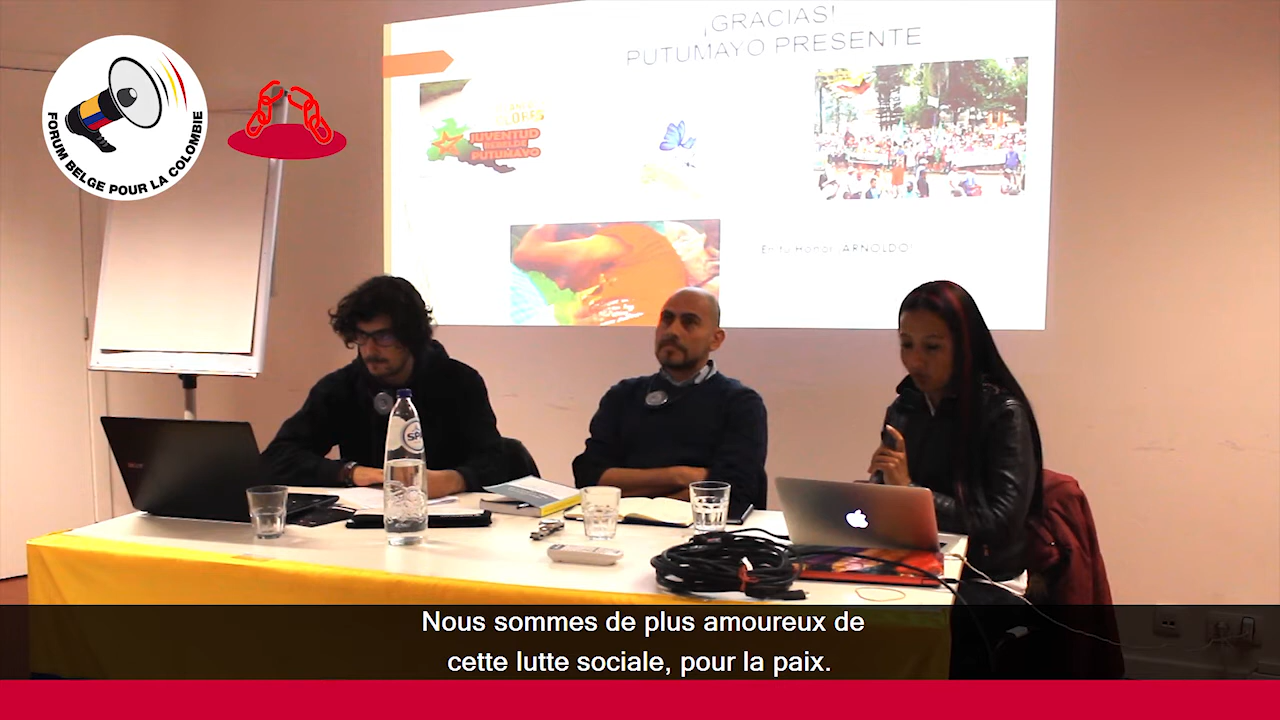 FORUM BELGE POUR LA COLOMBIE
¡GRACIAS!
PUTUMAYO PRESENTE
JUVENTUD
REBELDE
PUTUMAYO
En tu Honor ¡ARNOLDO!
SPA
Nous sommes de plus amoureux de
cette lutte sociale, pour la paix.